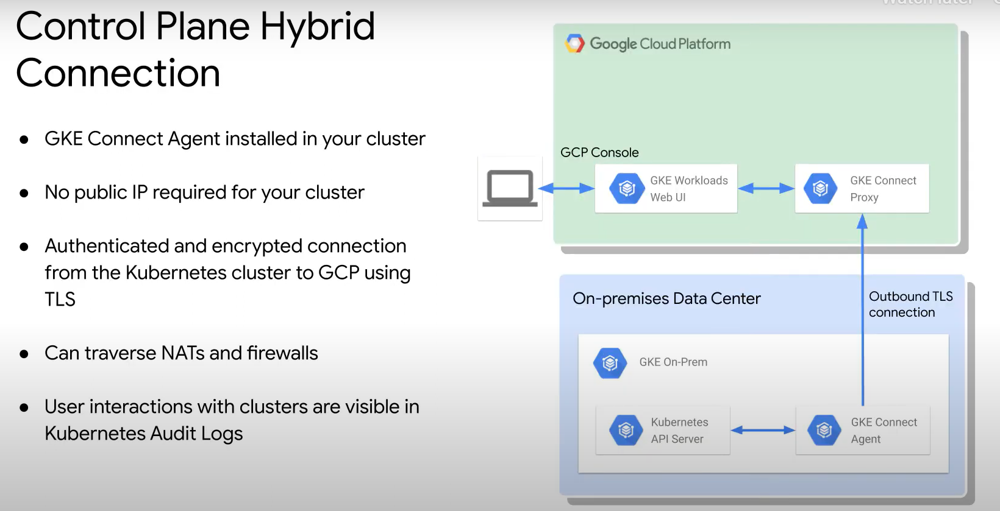 Control Plane Hybrid
Connection
● GKE Connect Agent installed in your cluster
● No public IP required for your cluster
● Authenticated and encrypted connection
from the Kubernetes cluster to GCP using
TLS
● Can traverse NATs and firewalls
● User interactions with clusters are visible in
Kubernetes Audit Logs
Google Cloud Platform
GCP Console
GKE Workloads
Web UI
GKE Connect
Proxy
On-premises Data Center
Outbound TLS
connection
GKE On-Prem
Kubernetes
API Server
GKE Connect
Agent